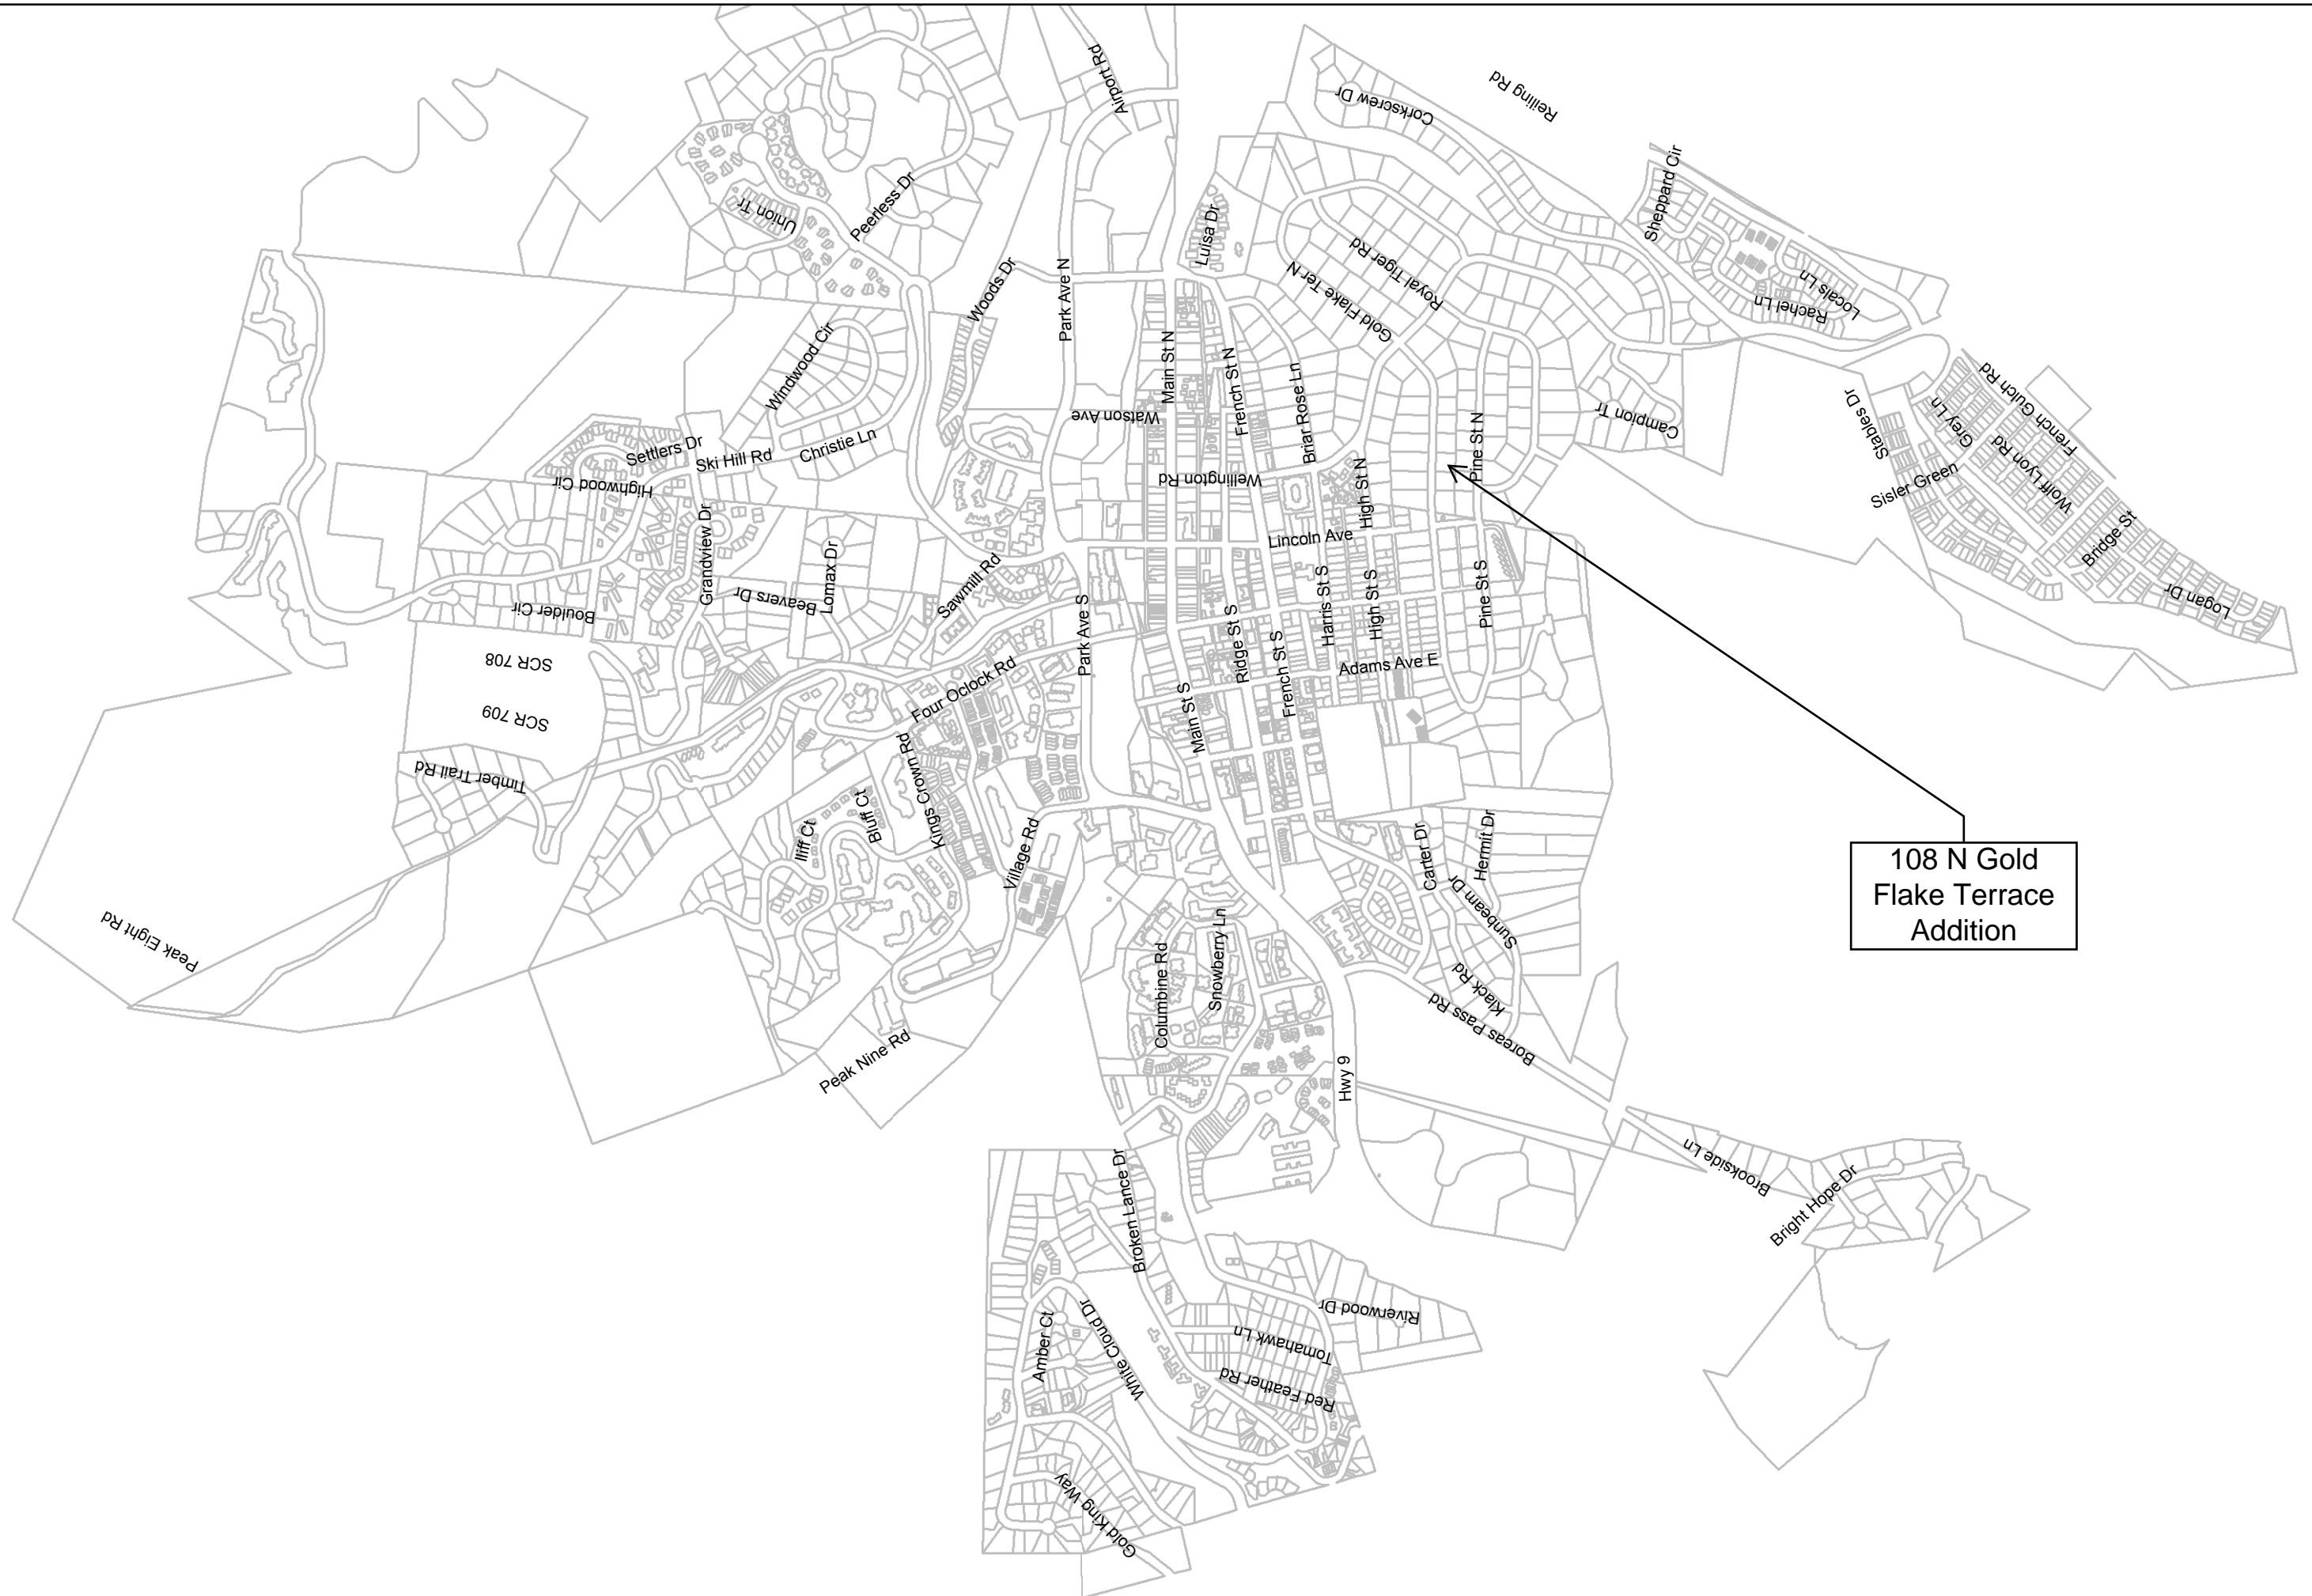 Airport Rd
Reiling Rd
Corkscrew Dr
Sheppard Cir
Union Tr
Peerless Dr
Luisa Dr
Royal Tiger Rd
Gold Flake Ter N
Locals Ln
Rachel Ln
Woods Dr
Park Ave N
Windwood Cir
Main St N
French St N
Briar Rose Ln
Campion Tr
Stables Dr
Grey Ln
French Gulch Rd
Wolff Lyon Rd
Sisler Green
Bridge St
Logan Dr
Watson Ave
Pine St N
Settlers Dr
Ski Hill Rd
Christie Ln
Highwood Cir
Wellington Rd
High St N
Grandview Dr
Lincoln Ave
Lomax Dr
Beavers Dr
Boulder Cir
Sawmill Rd
Park Ave S
Ridge St S
French St S
Harris St S
High St S
Pine St S
SCR 708
SCR 709
Four Oclock Rd
Adams Ave E
Main St S
Timber Trail Rd
Kings Crown Rd
Bluff Ct
Iliff Ct
Village Rd
Carter Dr
Hermit Dr
Sunbeam Dr
108 N Gold
Flake Terrace
Addition
Peak Eight Rd
Columbine Rd
Snowberry Ln
Klack Rd
Boreas Pass Rd
Peak Nine Rd
Hwy 9
Brookside Ln
Bright Hope Dr
Broken Lance Dr
Riverwood Dr
Tomahawk Ln
Red Feather Rd
Amber Ct
White Cloud Dr
Gold King Way